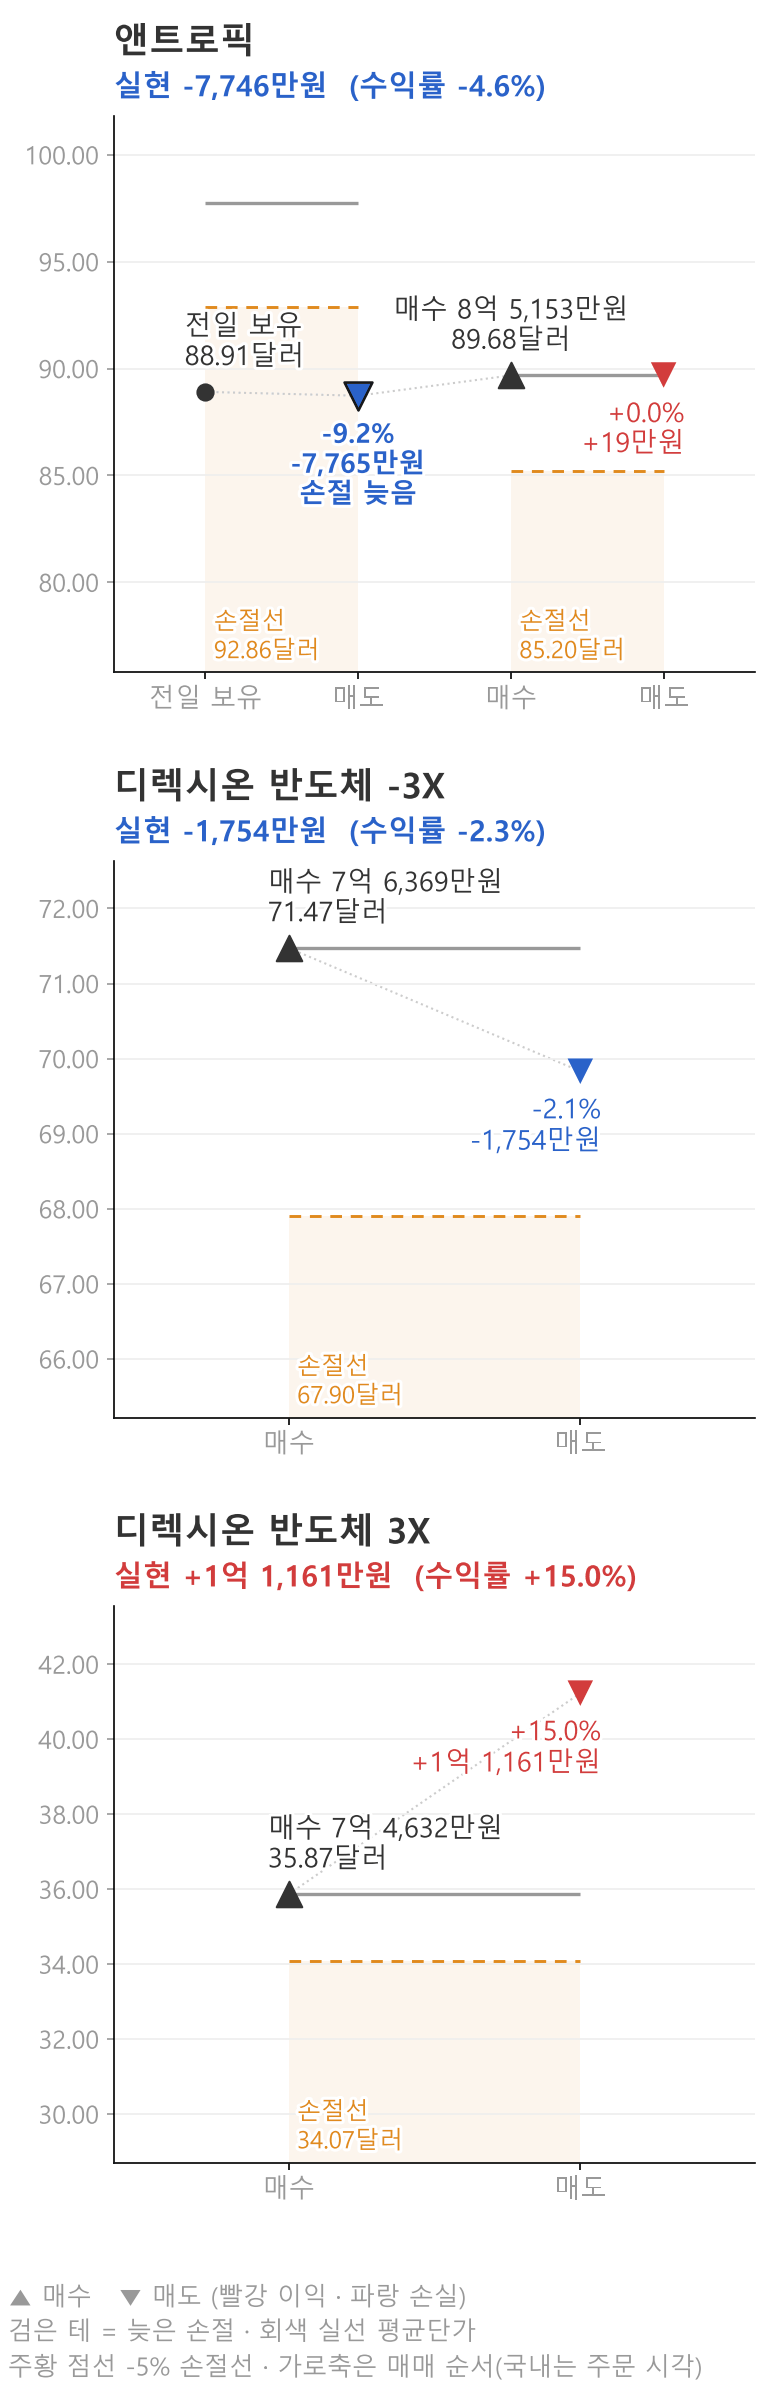 앤트로픽
실현 -7,746만원 (수익률 -4.6%)
100.00
95.00
90.00
85.00
80.00
전일 보유
88.91달러
-9.2%
-7,765만원
손절 늦음
매수 8억 5,153만원
89.68달러
+0.0%
+19만원
손절선
92.86달러
손절선
85.20달러
전일 보유 매도 매수 매도
디렉시온 반도체 -3X
실현 -1,754만원 (수익률 -2.3%)
매수 7억 6,369만원
71.47달러
72.00
71.00
70.00
69.00
68.00
67.00
66.00
-2.1%
-1,754만원
손절선
67.90달러
매수 매도
디렉시온 반도체 3X
실현 +1억 1,161만원 (수익률 +15.0%)
42.00
40.00
38.00
36.00
34.00
32.00
30.00
+15.0%
+1억 1,161만원
매수 7억 4,632만원
35.87달러
손절선
34.07달러
매수 매도
▲ 매수 ▼ 매도 (빨강 이익 · 파랑 손실)
검은 테 = 늦은 손절 · 회색 실선 평균단가
주황 점선 -5% 손절선 · 가로축은 매매 순서(국내는 주문 시각)